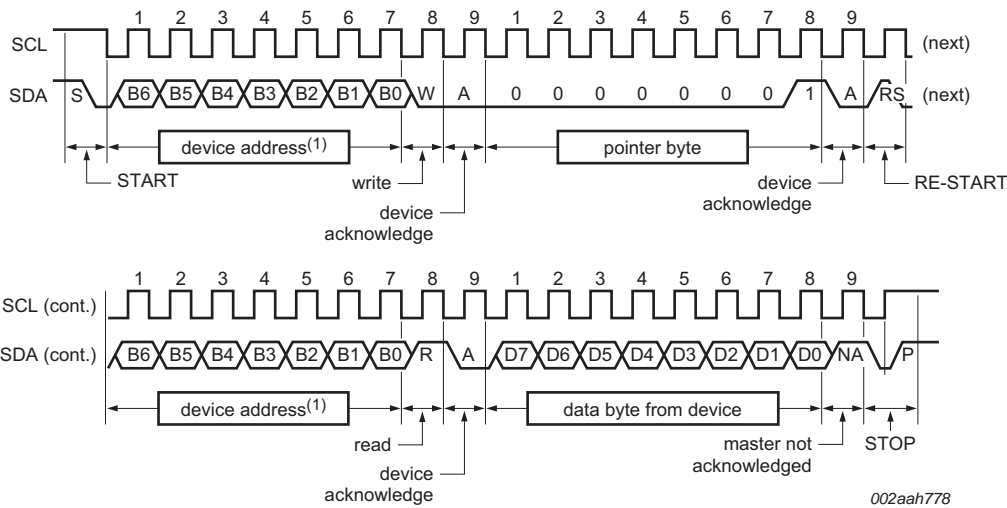 1 2 3 4 5 6 7 8 9 1 2 3 4 5 6 7 8 9
SCL (next)
SDA S B6 B5 B4 B3 B2 B1 B0 W A 0 0 0 0 0 0 0 1 A RS (next)
device address(1) pointer byte
START write device acknowledge device acknowledge RE-START
1 2 3 4 5 6 7 8 9 1 2 3 4 5 6 7 8 9
SCL (cont.)
SDA (cont.) B6 B5 B4 B3 B2 B1 B0 R A D7 D6 D5 D4 D3 D2 D1 D0 NA P
device address(1) data byte from device
read device acknowledge master not acknowledged STOP
002aah778